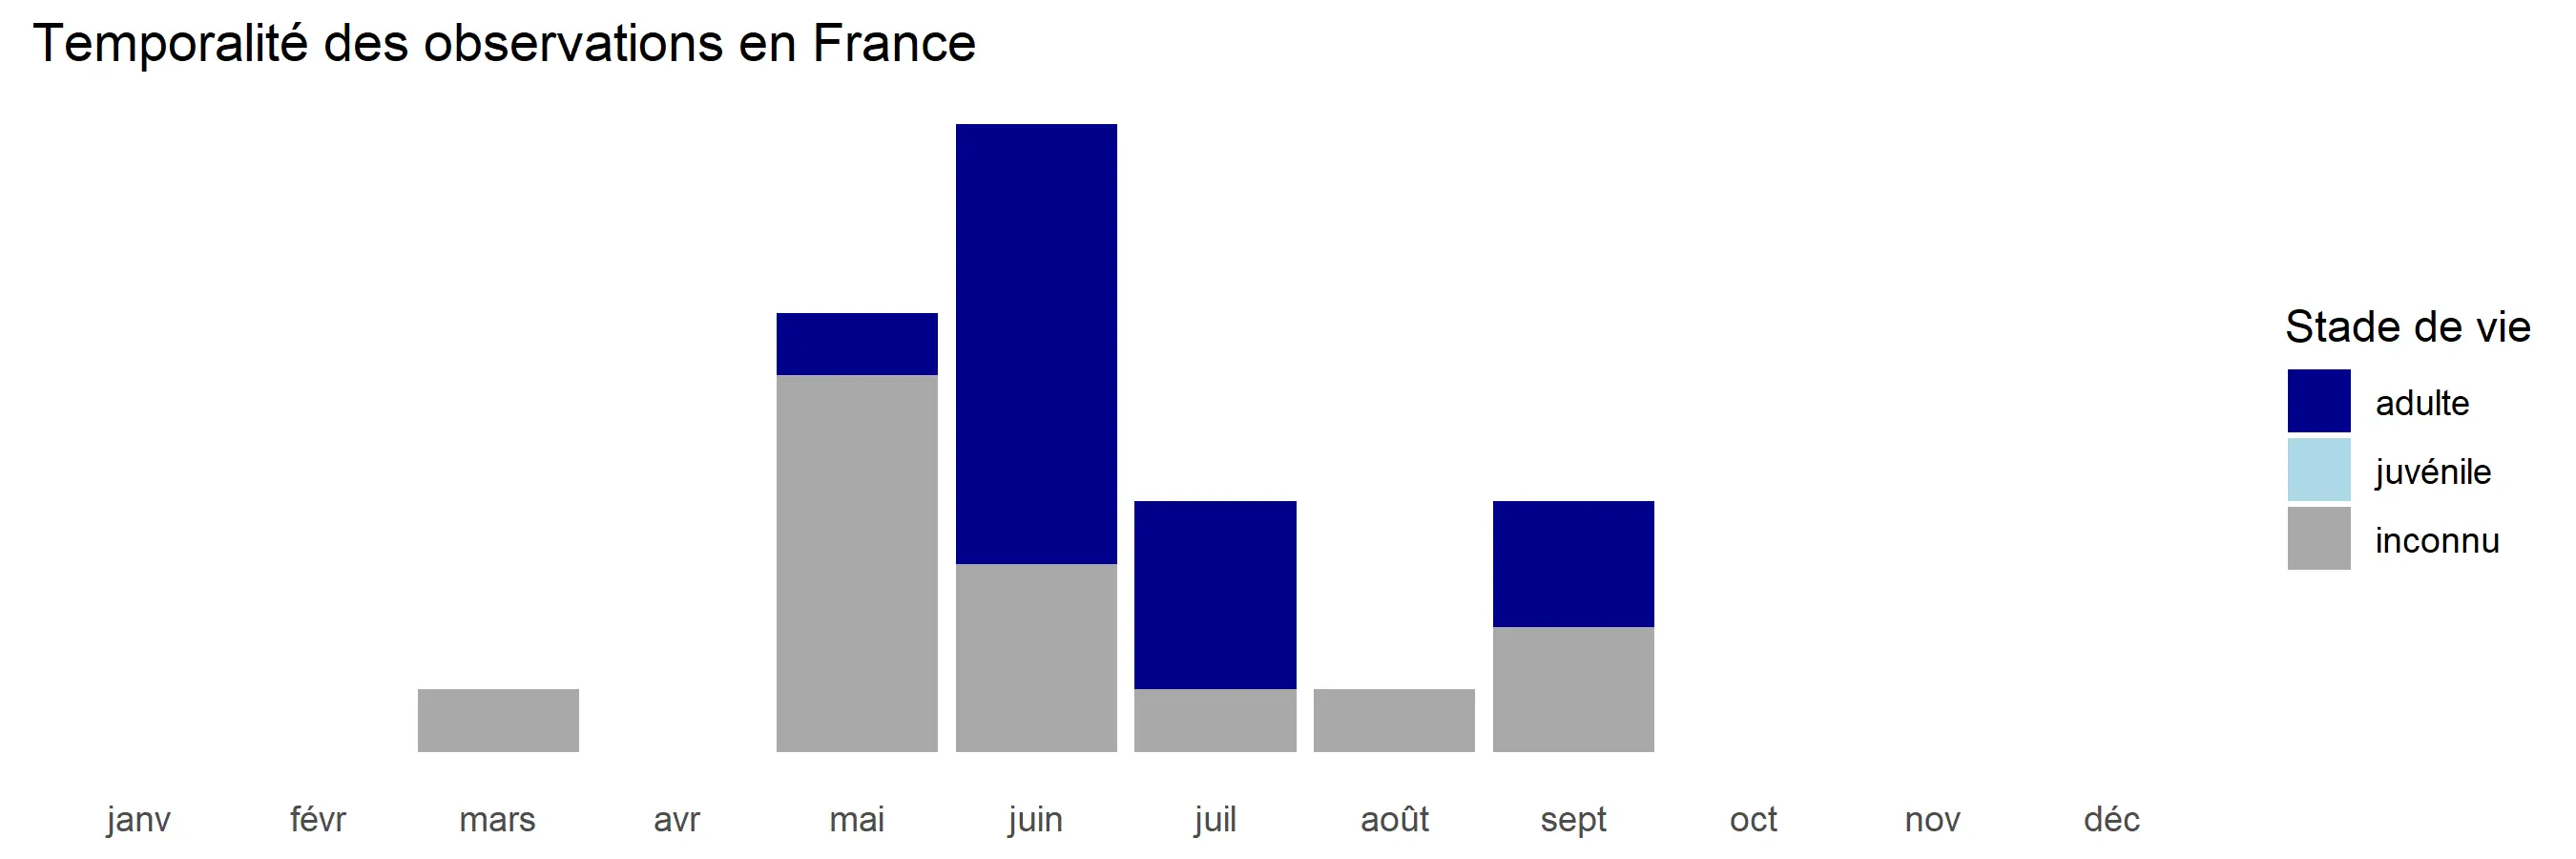 Temporalité des observations en France
Stade de vie
adulte
juvénile
inconnu
janv févr mars avr mai juin juil août sept oct nov déc